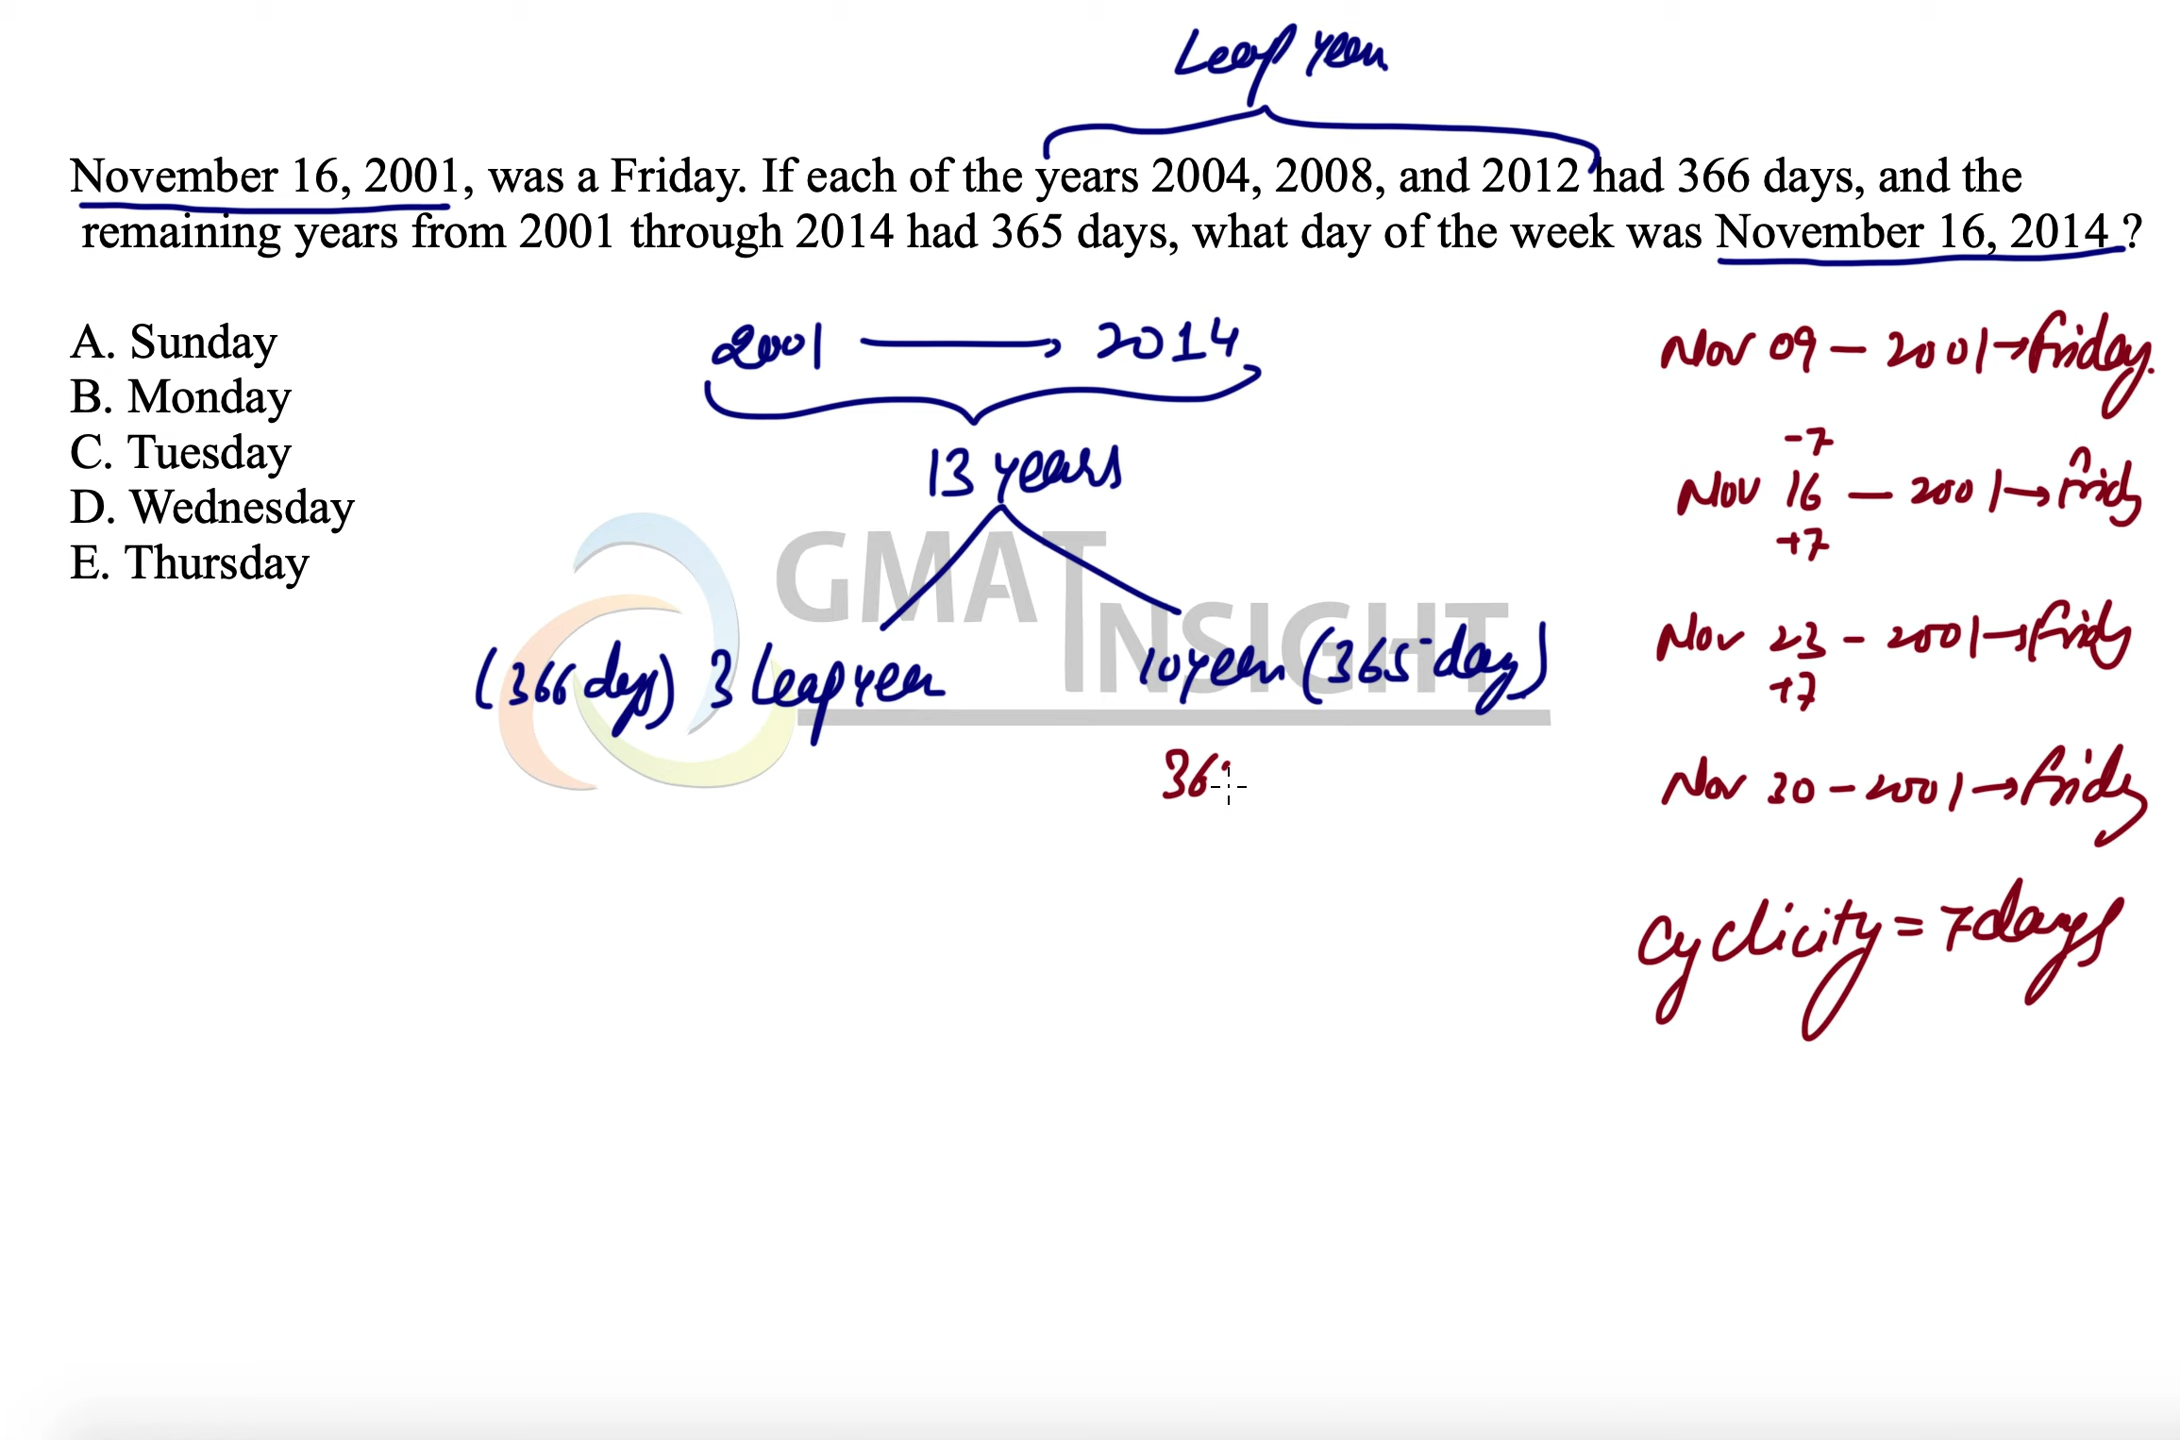 Leap year
November 16, 2001, was a Friday. If each of the years 2004, 2008, and 2012 had 366 days, and the
remaining years from 2001 through 2014 had 365 days, what day of the week was November 16, 2014 ?
A. Sunday
B. Monday
C. Tuesday
D. Wednesday
E. Thursday
2001 → 2014
13 years
(366 days) 3 leap year
10 year (365 days)
36
GMAT INSIGHT
Nov 09 - 2001 → Friday.
-7
Nov 16 - 2001 → Friday
+7
Nov 23 - 2001 → Friday
+7
Nov 30 - 2001 → Friday
Cyclicity = 7 days